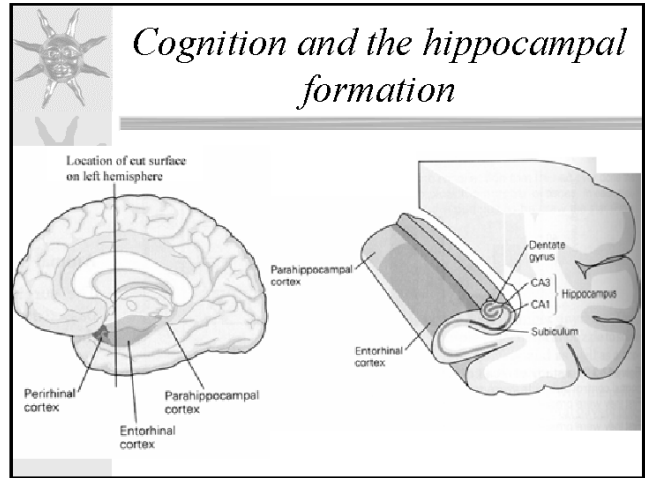 Cognition and the hippocampal
formation
Location of cut surface
on left hemisphere
Perirhinal
cortex
Entorhinal
cortex
Parahippocampal
cortex
Parahippocampal
cortex
Entorhinal
cortex
Dentate
gyrus
CA3
CA1
Hippocampus
Subiculum